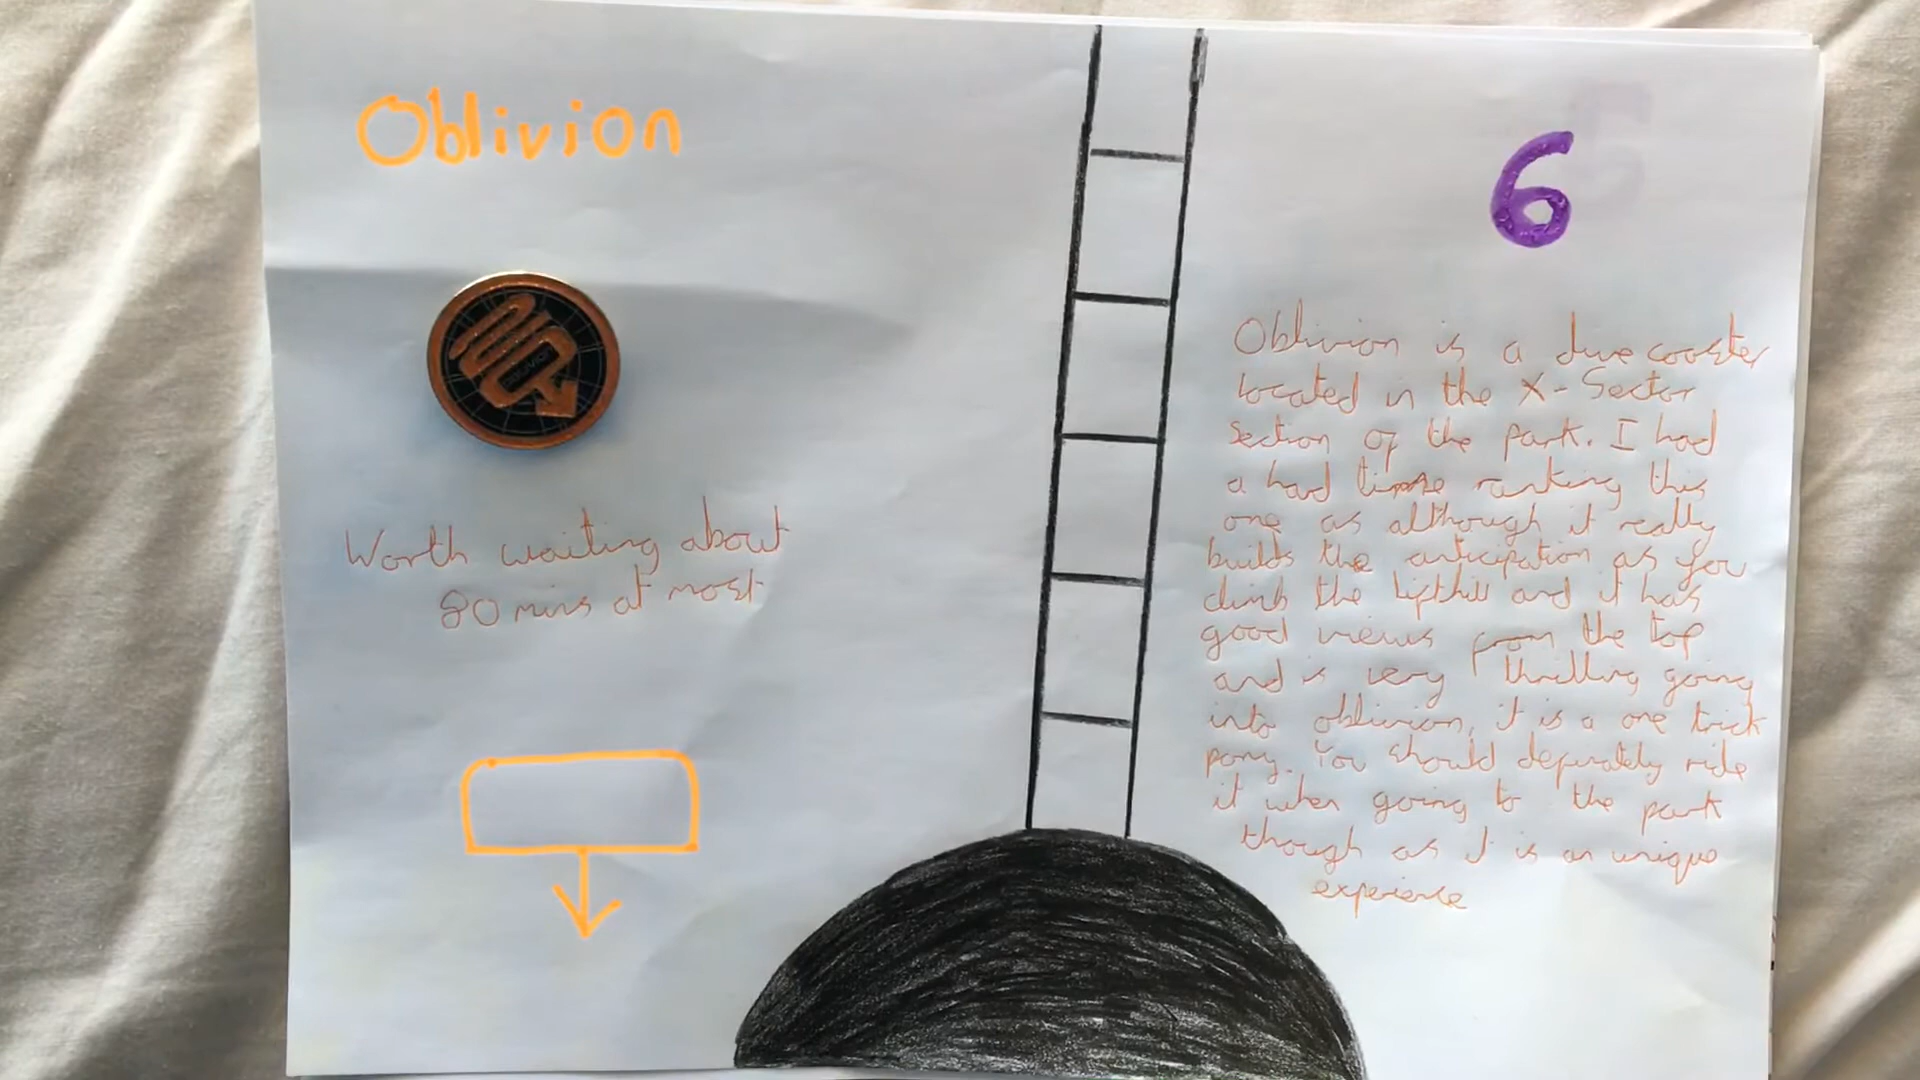 Oblivion
6
OBLIVION
Worth waiting about
80 mins at most
Oblivion is a dive coaster
located in the X-Sector
section of the park. I had
a hard time ranking this
one as although it really
builds the anticipation as you
climb the lifthill and it has
good views from the top
and is very thrilling going
into oblivion, it is a one trick
pony. You should definately ride
it when going to the park
though as it is an unique
experience